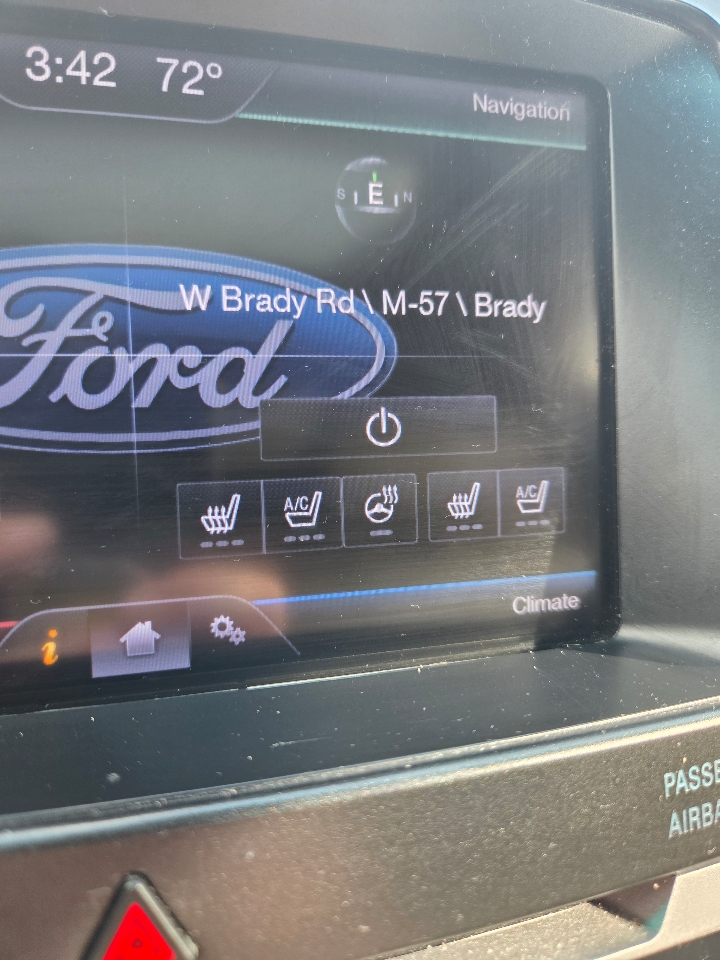 3:42 72°
Navigation
S E N
W Brady Rd \ M-57 \ Brady
Ford
A/C A/C
i
Climate
PASSE
AIRBA